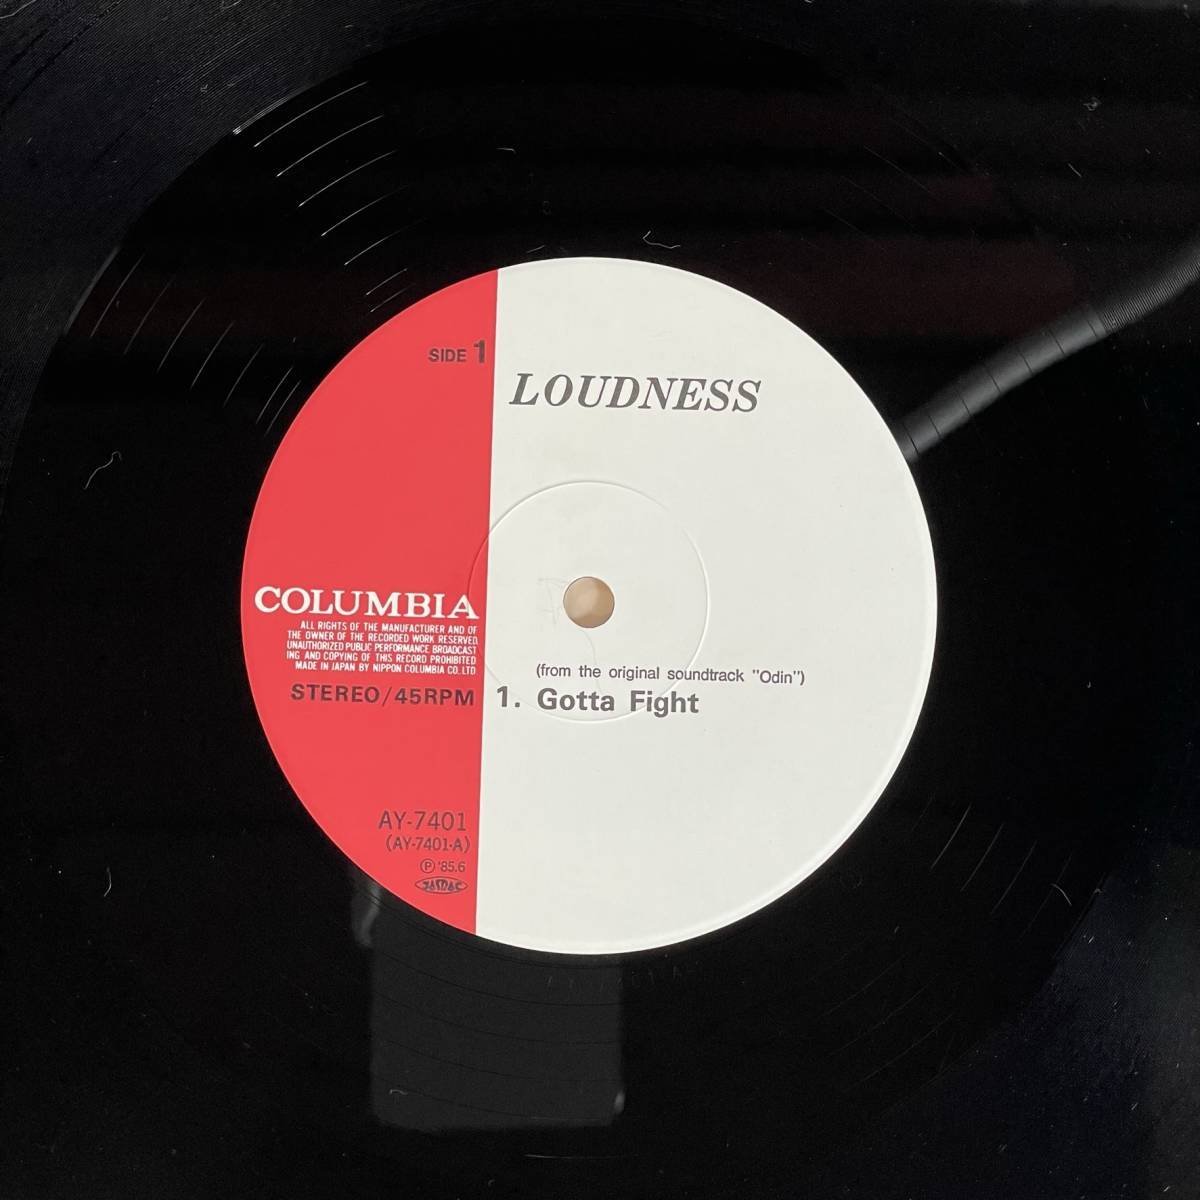 SIDE 1
LOUDNESS
COLUMBIA
ALL RIGHTS OF THE MANUFACTURER AND OF
THE OWNER OF THE RECORDED WORK RESERVED
UNAUTHORIZED PUBLIC PERFORMANCE BROADCAST
ING AND COPYING OF THIS RECORD PROHIBITED
MADE IN JAPAN BY NIPPON COLUMBIA CO.,LTD
STEREO/45RPM
(from the original soundtrack "Odin")
1. Gotta Fight
AY-7401
(AY-7401-A)
Ⓟ '85.6
JASRAC